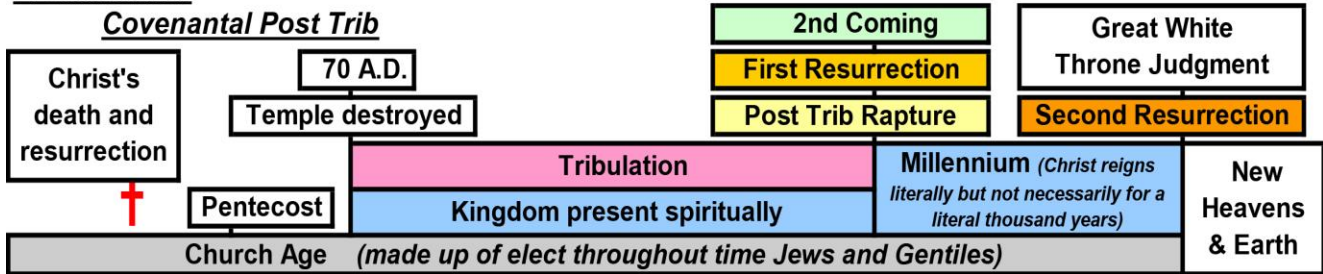 Covenantal Post Trib
Christ's
death and
resurrection
70 A.D.
Temple destroyed
Pentecost
2nd Coming
First Resurrection
Post Trib Rapture
Great White
Throne Judgment
Second Resurrection
Tribulation
Kingdom present spiritually
Millennium (Christ reigns
literally but not necessarily for a
literal thousand years)
New
Heavens
& Earth
Church Age (made up of elect throughout time Jews and Gentiles)